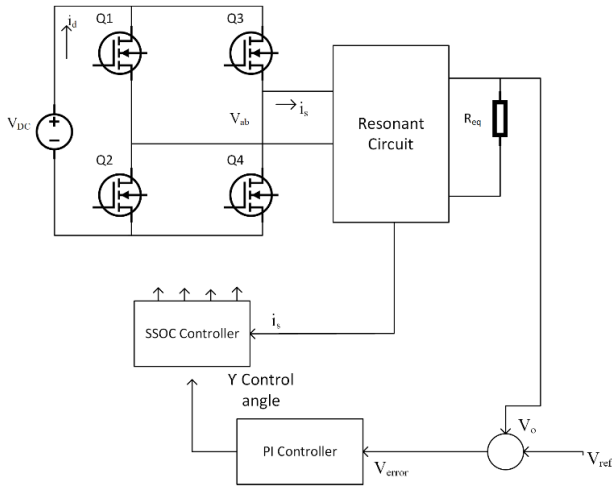 i_d
Q1
Q3
V_DC
+
−
V_ab
i_s
Resonant
Circuit
R_eq
Q2
Q4
SSOC Controller
i_s
Y Control
angle
PI Controller
V_error
V_o
V_ref